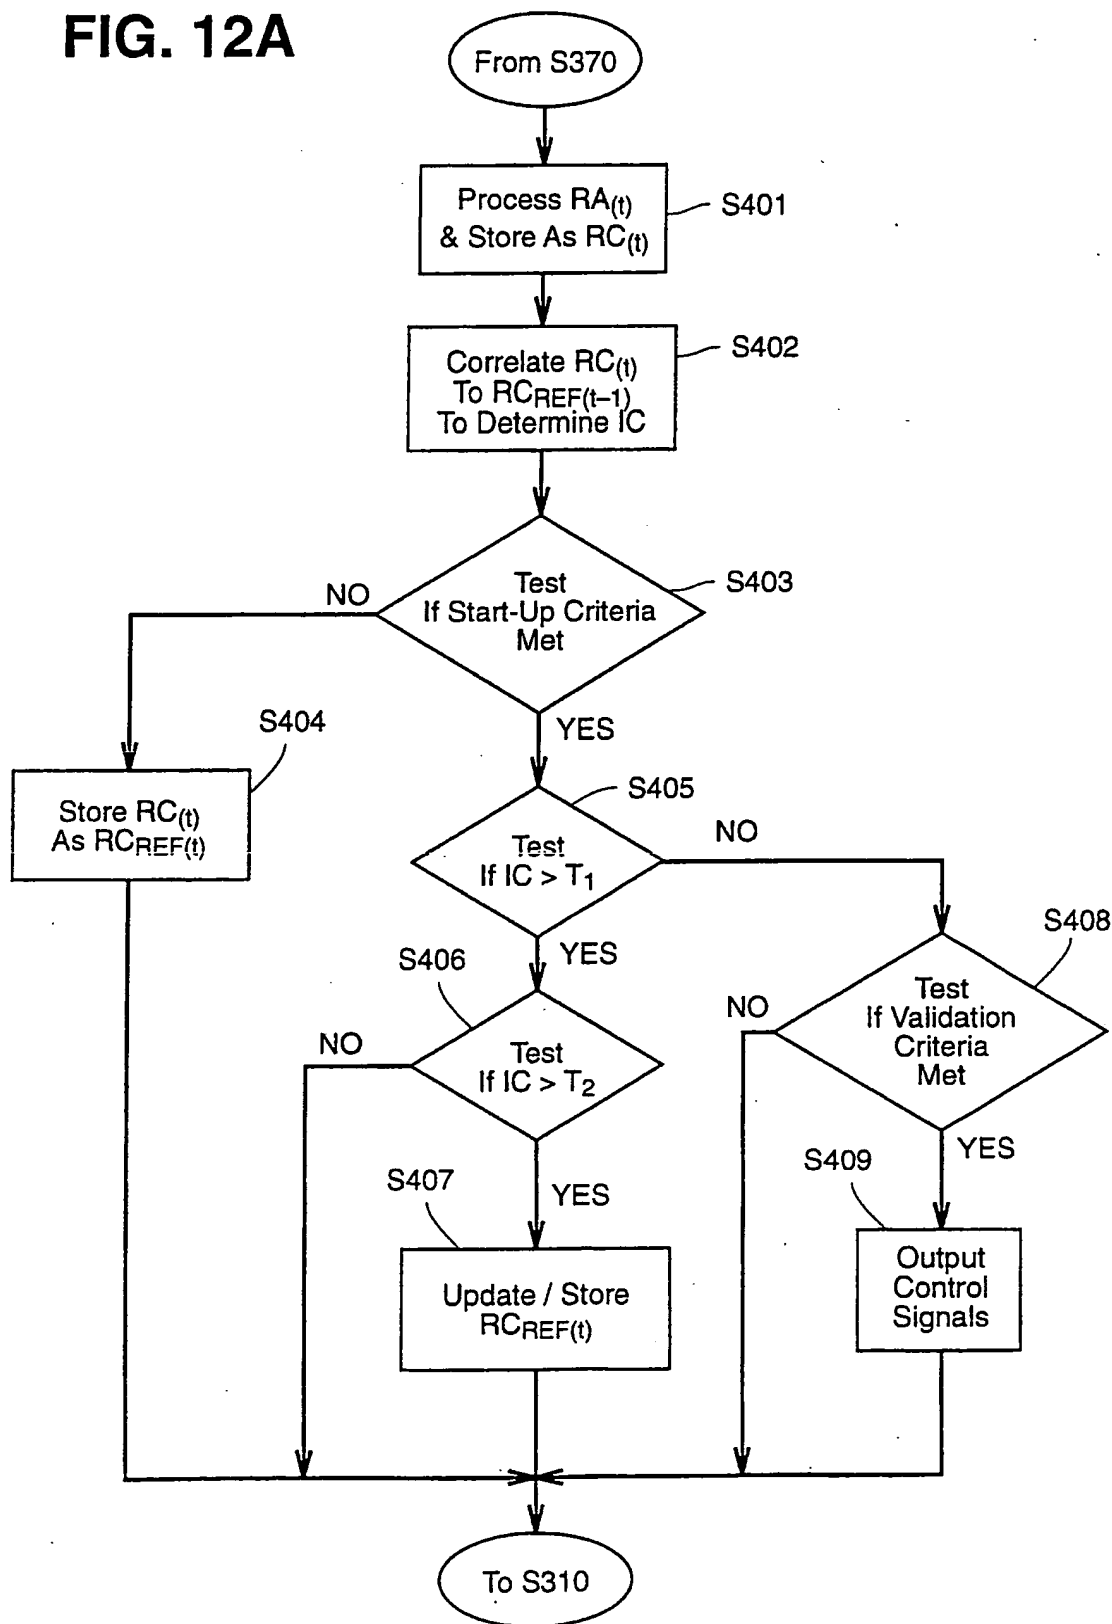 FIG. 12A
From S370
Process RA(t)
& Store As RC(t)
S401
Correlate RC(t)
To RCREF(t–1)
To Determine IC
S402
Test
If Start-Up Criteria
Met
S403
NO
YES
S404
Store RC(t)
As RCREF(t)
S405
Test
If IC > T1
NO
YES
S406
Test
If IC > T2
NO
YES
S408
Test
If Validation
Criteria
Met
NO
YES
S407
Update / Store
RCREF(t)
S409
Output
Control
Signals
To S310